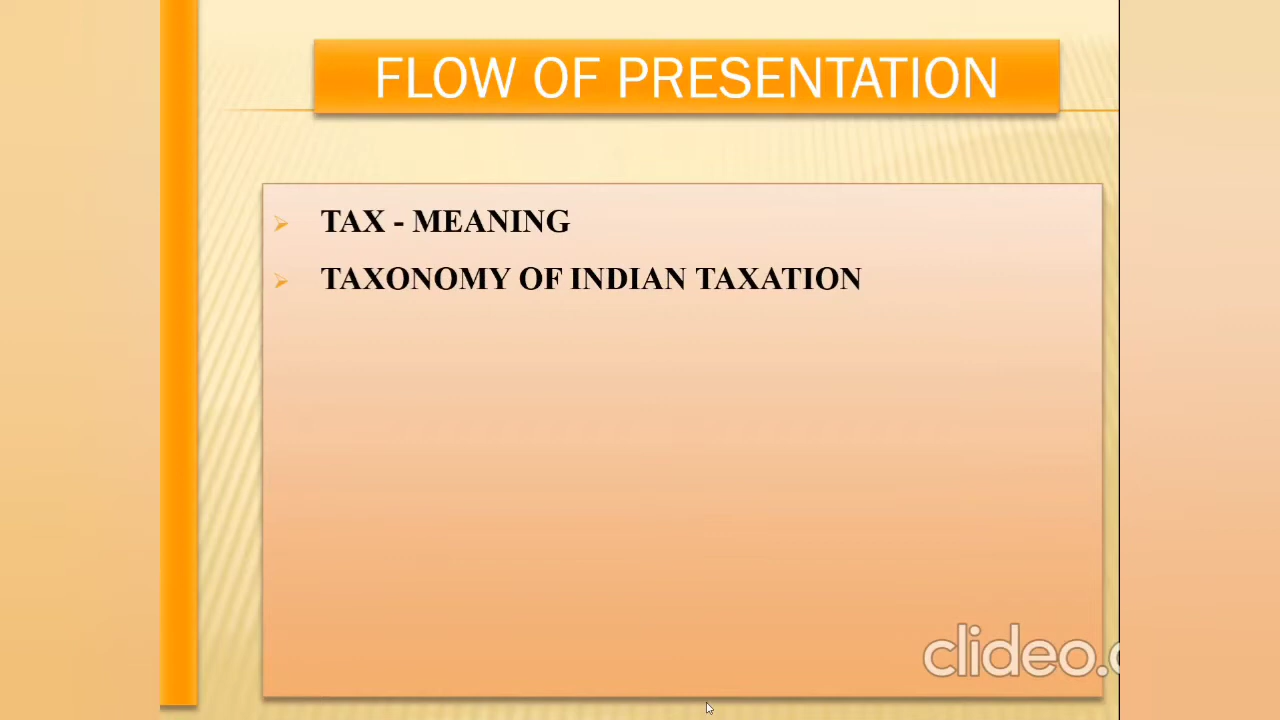 FLOW OF PRESENTATION
TAX - MEANING
TAXONOMY OF INDIAN TAXATION
clideo.